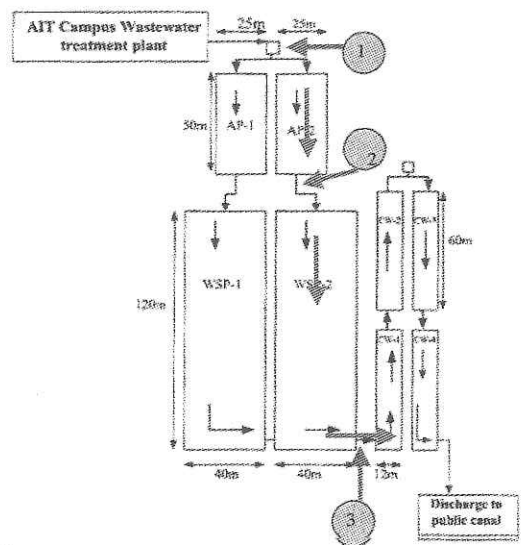 AIT Campus Wastewater
treatment plant
25m
25m
1
50m
AP-1
AP-2
2
CW-2
CW-3
60m
120m
WSP-1
WSP-2
CW-1
CW-4
40m
40m
12m
3
Discharge to
public canal